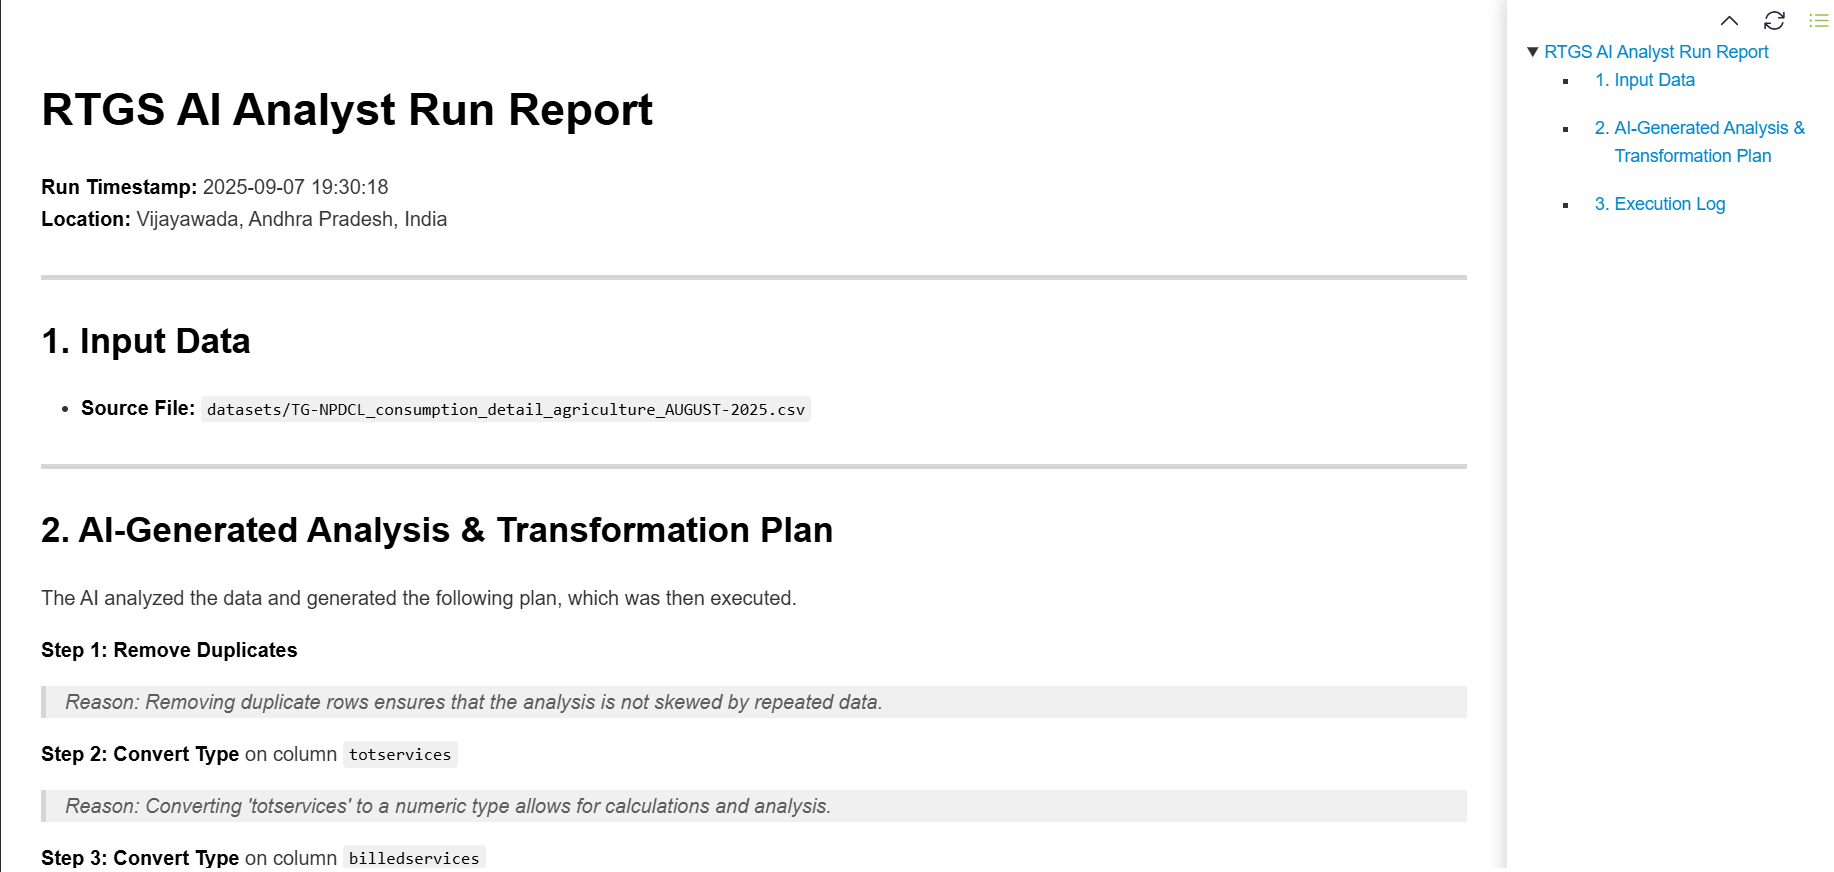 RTGS AI Analyst Run Report
Run Timestamp: 2025-09-07 19:30:18
Location: Vijayawada, Andhra Pradesh, India
1. Input Data
• Source File: datasets/TG-NPDCL_consumption_detail_agriculture_AUGUST-2025.csv
2. AI-Generated Analysis & Transformation Plan
The AI analyzed the data and generated the following plan, which was then executed.
Step 1: Remove Duplicates
Reason: Removing duplicate rows ensures that the analysis is not skewed by repeated data.
Step 2: Convert Type on column totservices
Reason: Converting 'totservices' to a numeric type allows for calculations and analysis.
Step 3: Convert Type on column billedservices
RTGS AI Analyst Run Report
1. Input Data
2. AI-Generated Analysis &
Transformation Plan
3. Execution Log